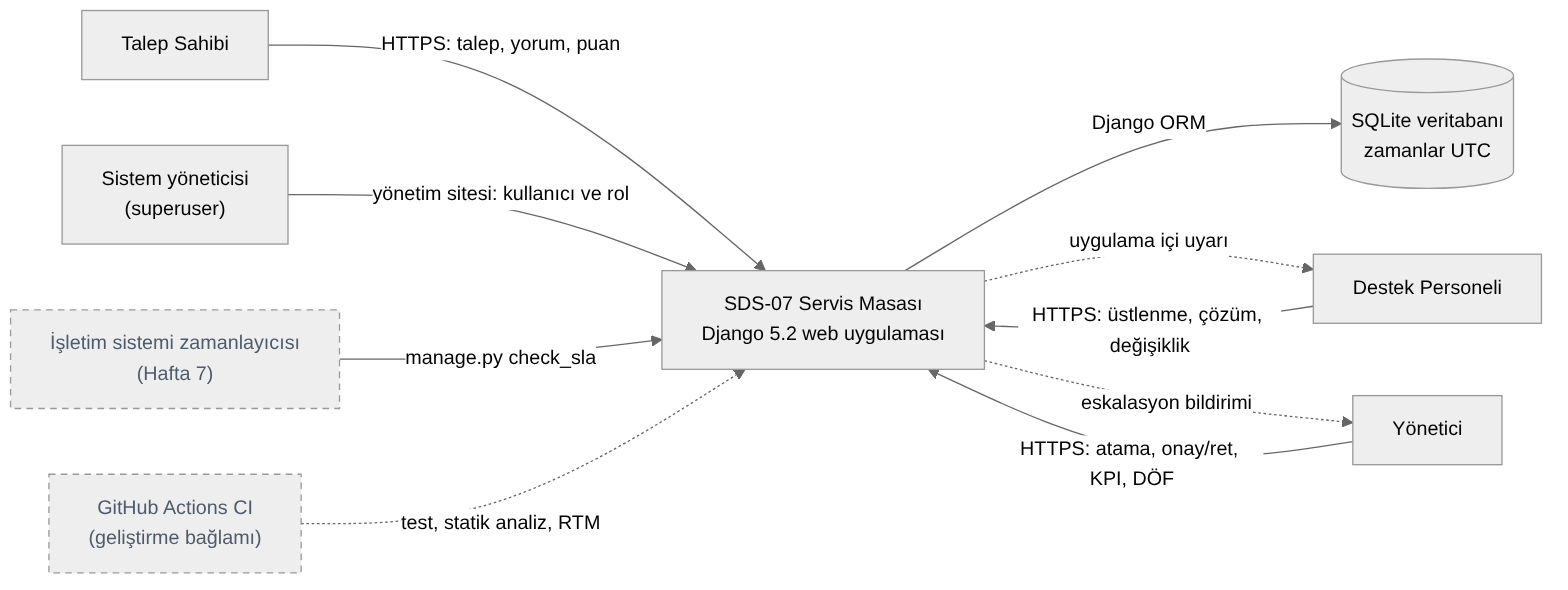 Talep Sahibi
HTTPS: talep, yorum, puan
Sistem yöneticisi
(superuser)
yönetim sitesi: kullanıcı ve rol
İşletim sistemi zamanlayıcısı
(Hafta 7)
manage.py check_sla
GitHub Actions CI
(geliştirme bağlamı)
test, statik analiz, RTM
SDS-07 Servis Masası
Django 5.2 web uygulaması
Django ORM
SQLite veritabanı
zamanlar UTC
uygulama içi uyarı
Destek Personeli
HTTPS: üstlenme, çözüm,
değişiklik
eskalasyon bildirimi
Yönetici
HTTPS: atama, onay/ret,
KPI, DÖF